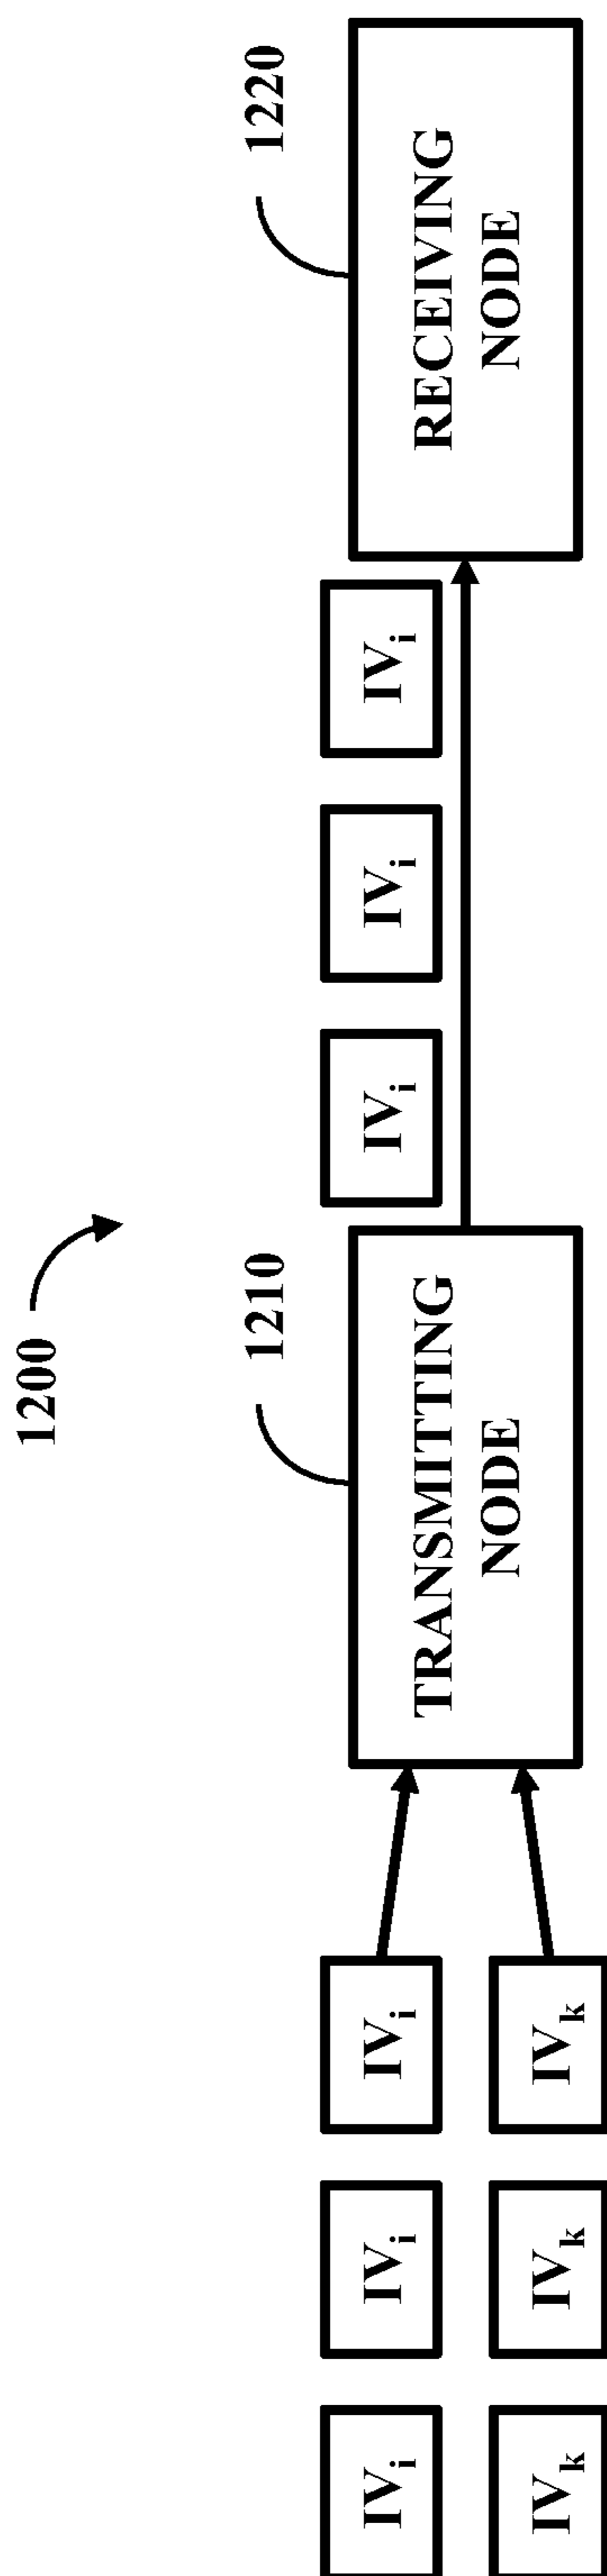 1200
1210
1220
IVᵢ IVᵢ IVᵢ
TRANSMITTING
NODE
IVᵢ IVᵢ IVᵢ
RECEIVING
NODE
IVₖ IVₖ IVₖ